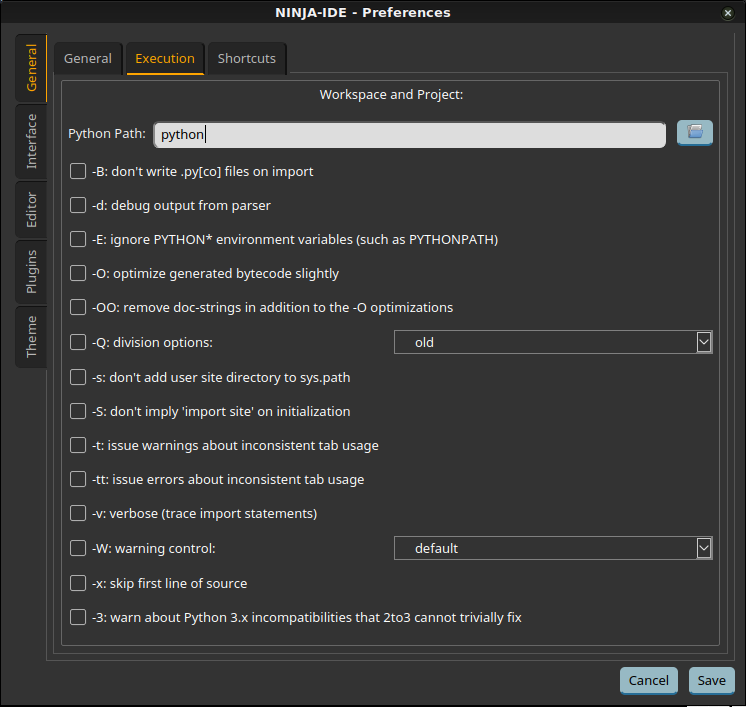 NINJA-IDE - Preferences
General
Interface
Editor
Plugins
Theme
General Execution Shortcuts
Workspace and Project:
Python Path: python
-B: don't write .py[co] files on import
-d: debug output from parser
-E: ignore PYTHON* environment variables (such as PYTHONPATH)
-O: optimize generated bytecode slightly
-OO: remove doc-strings in addition to the -O optimizations
-Q: division options: old
-s: don't add user site directory to sys.path
-S: don't imply 'import site' on initialization
-t: issue warnings about inconsistent tab usage
-tt: issue errors about inconsistent tab usage
-v: verbose (trace import statements)
-W: warning control: default
-x: skip first line of source
-3: warn about Python 3.x incompatibilities that 2to3 cannot trivially fix
Cancel Save